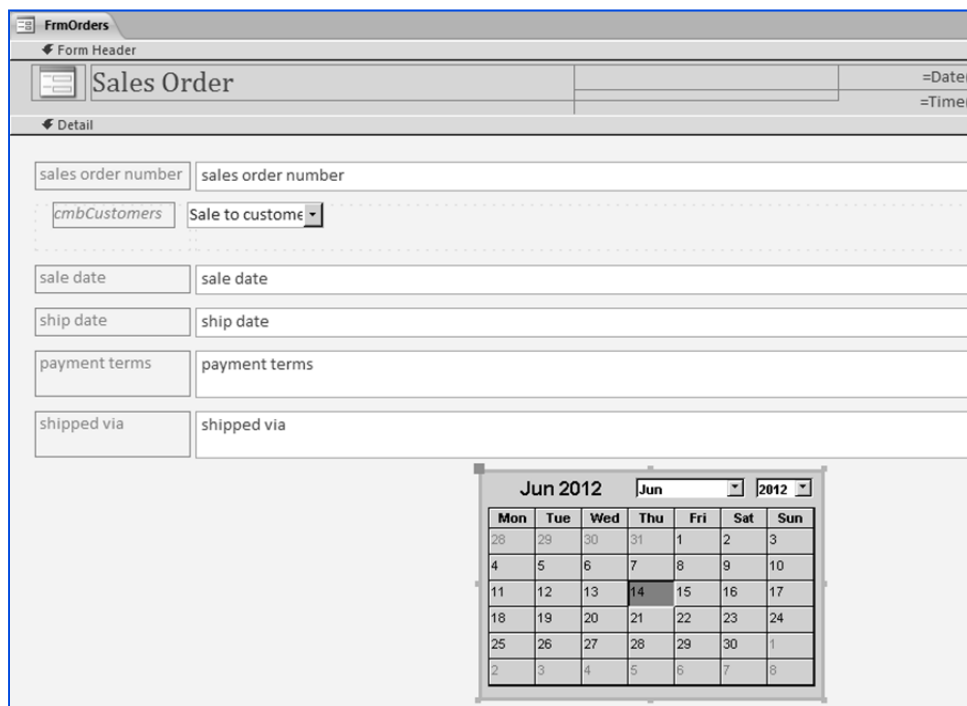 FrmOrders
Form Header
Sales Order
=Date(
=Time(
Detail
sales order number sales order number
cmbCustomers Sale to custome
sale date sale date
ship date ship date
payment terms payment terms
shipped via shipped via
Jun 2012 Jun 2012
Mon Tue Wed Thu Fri Sat Sun
28 29 30 31 1 2 3
4 5 6 7 8 9 10
11 12 13 14 15 16 17
18 19 20 21 22 23 24
25 26 27 28 29 30 1
2 3 4 5 6 7 8